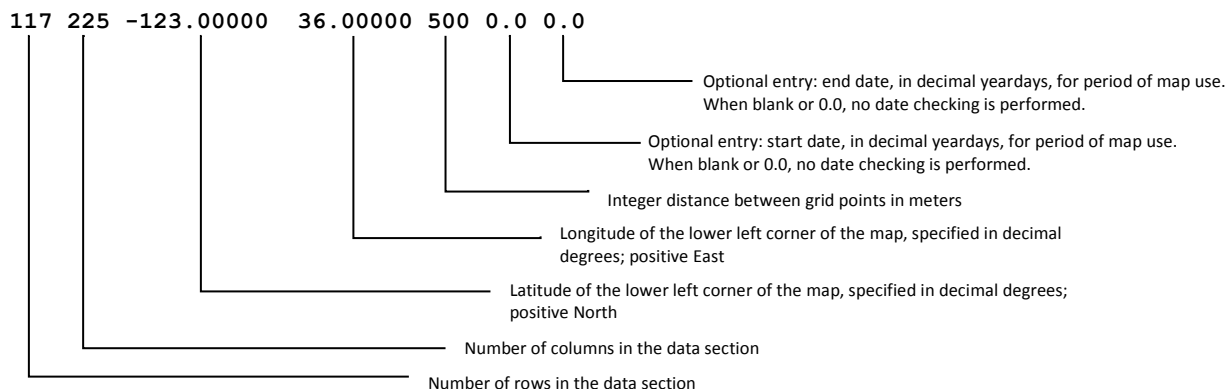 117 225 -123.00000 36.00000 500 0.0 0.0
Optional entry: end date, in decimal yeardays, for period of map use.
When blank or 0.0, no date checking is performed.
Optional entry: start date, in decimal yeardays, for period of map use.
When blank or 0.0, no date checking is performed.
Integer distance between grid points in meters
Longitude of the lower left corner of the map, specified in decimal
degrees; positive East
Latitude of the lower left corner of the map, specified in decimal degrees;
positive North
Number of columns in the data section
Number of rows in the data section